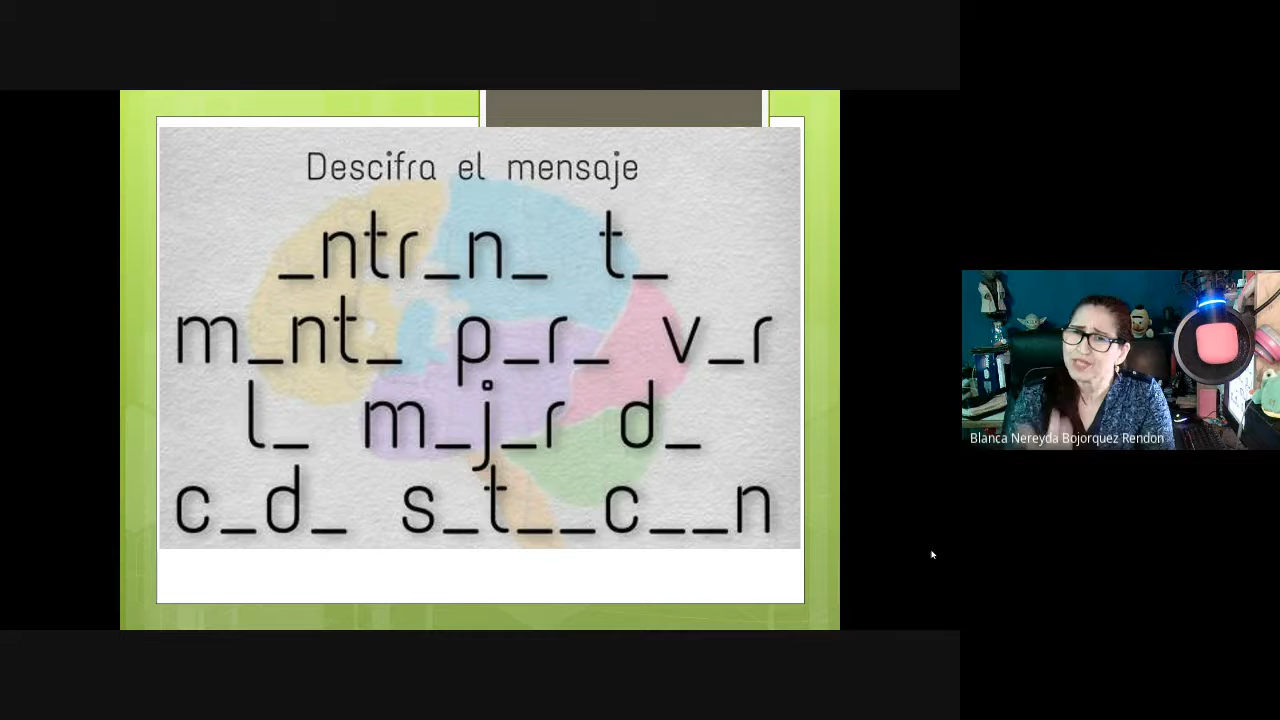 Descifra el mensaje
_ntr_n_ t_
m_nt_ p_r_ v_r
l_ m_j_r d_
c_d_ s_t__c__n
Blanca Nereyda Bojorquez Rendon